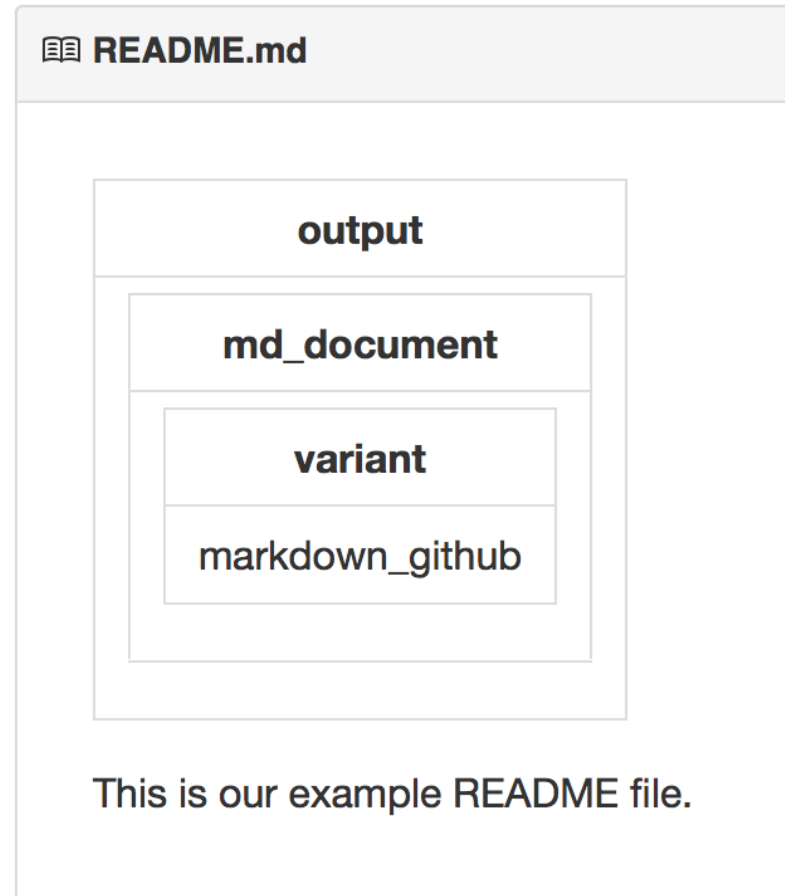 README.md
output
md_document
variant
markdown_github
This is our example README file.